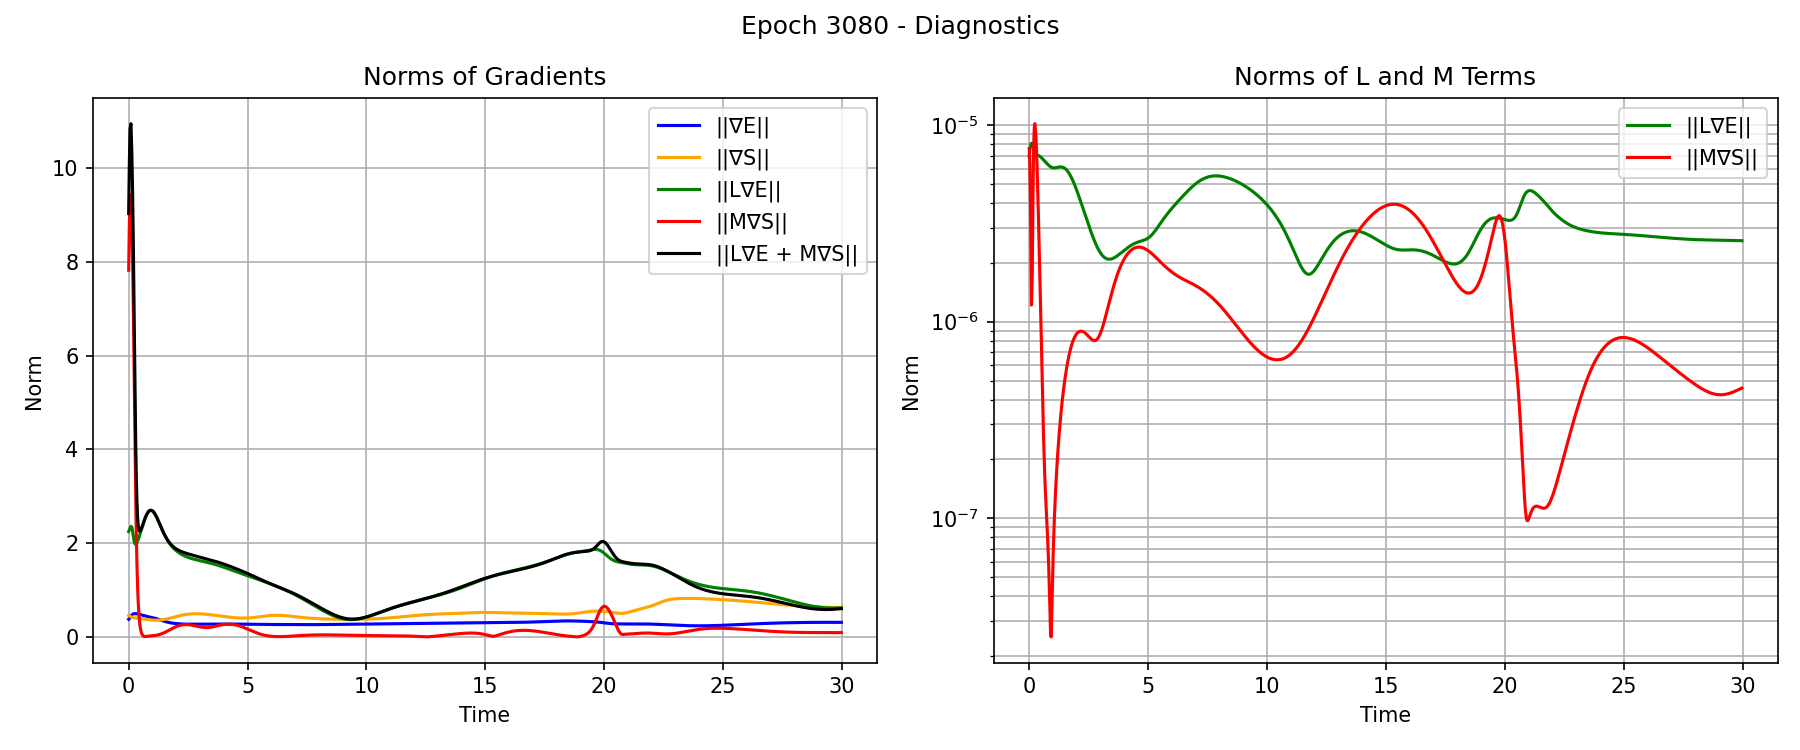 Epoch 3080 - Diagnostics
Norms of Gradients
Norm
10
8
6
4
2
0
||∇E||
||∇S||
||L∇E||
||M∇S||
||L∇E + M∇S||
0 5 10 15 20 25 30
Time
Norms of L and M Terms
Norm
10⁻⁵
10⁻⁶
10⁻⁷
||L∇E||
||M∇S||
0 5 10 15 20 25 30
Time